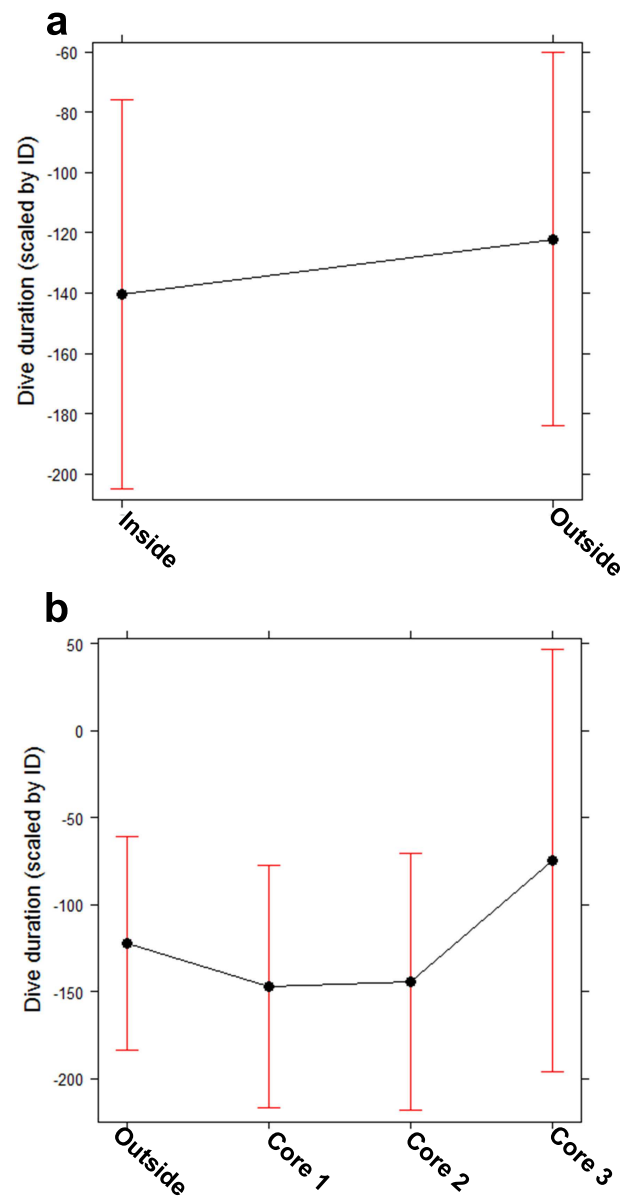 a
Dive duration (scaled by ID)
-60
-80
-100
-120
-140
-160
-180
-200
Inside
Outside
b
Dive duration (scaled by ID)
50
0
-50
-100
-150
-200
Outside
Core 1
Core 2
Core 3